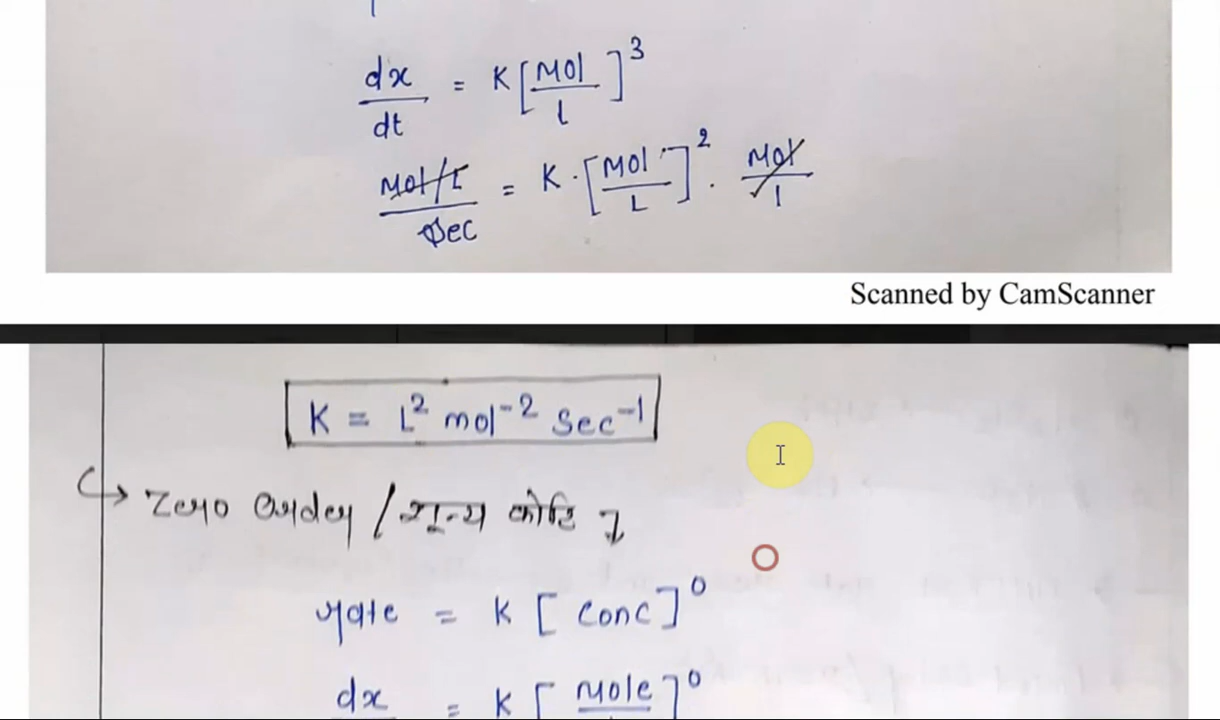 dx/dt = K[Mol/L]³
Mol/L/Sec = K·[Mol/L]². Mol/L
Scanned by CamScanner
K = L² mol⁻² Sec⁻¹
Zero Order / शून्य कोटि
rate = K [Conc]⁰
dx = K [Mole]⁰